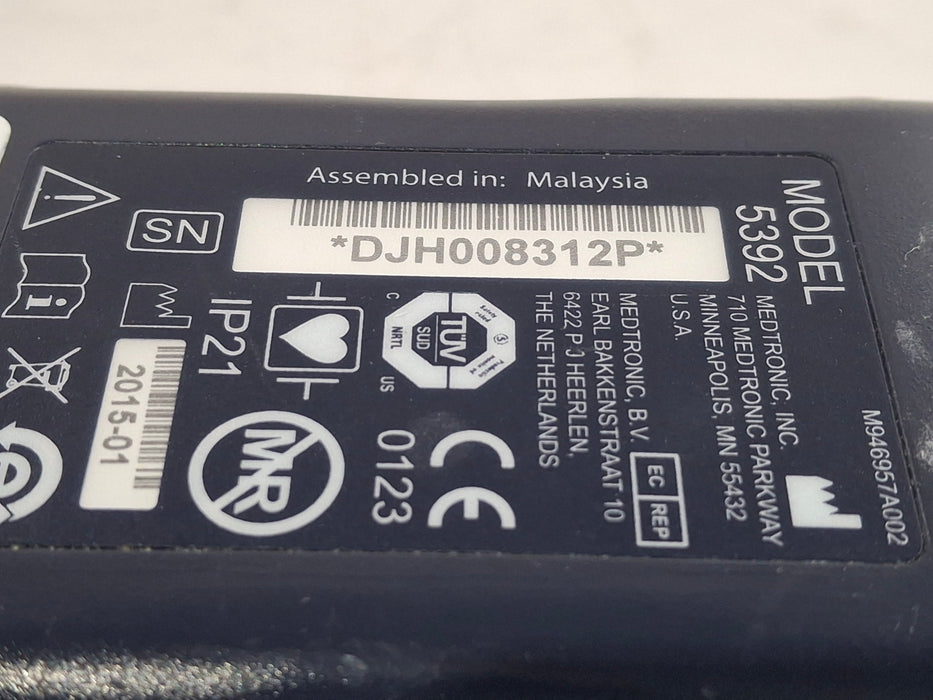 Assembled in: Malaysia
SN
*DJH008312P*
MODEL
5392
MEDTRONIC, INC.
710 MEDTRONIC PARKWAY
MINNEAPOLIS, MN 55432
U.S.A.
M946957A002
EC REP
MEDTRONIC, B.V.
EARL BAKKENSTRAAT 10
6422 PJ HEERLEN,
THE NETHERLANDS
C
TÜV
SUD
NRTL
US
CE
0123
IP21
MR
2015-01